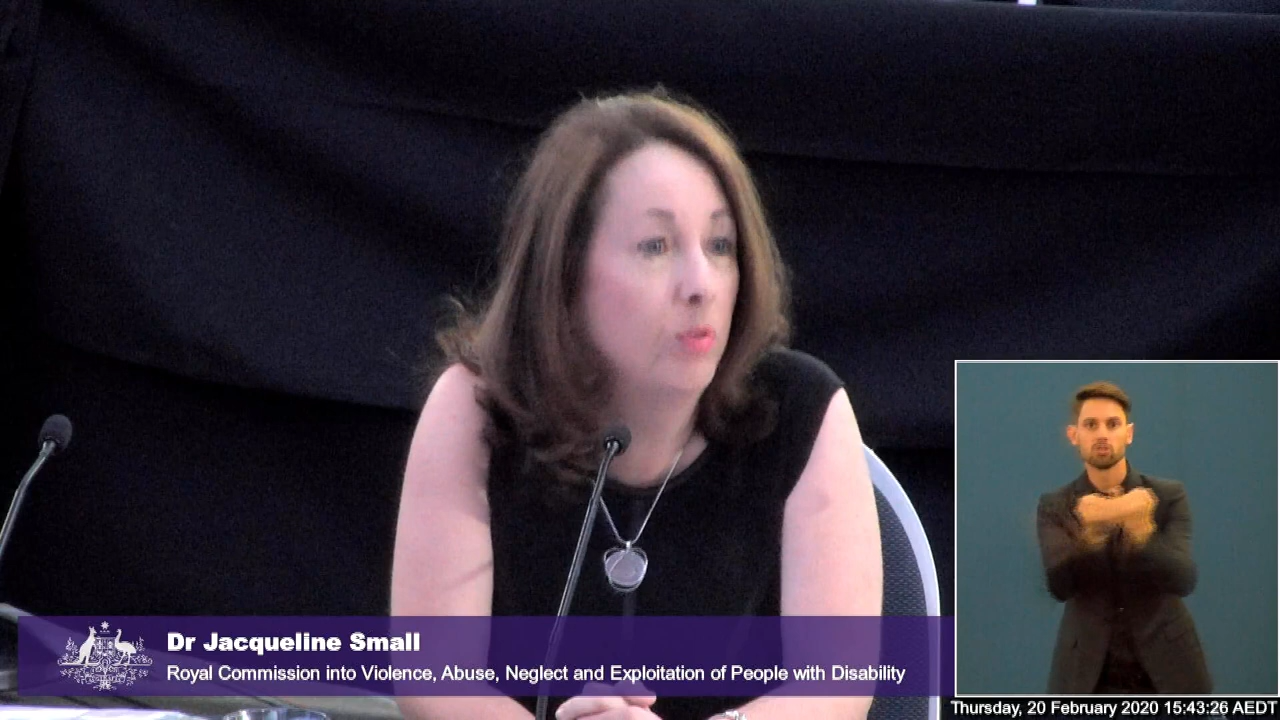 Dr Jacqueline Small
Royal Commission into Violence, Abuse, Neglect and Exploitation of People with Disability
Thursday, 20 February 2020 15:43:26 AEDT